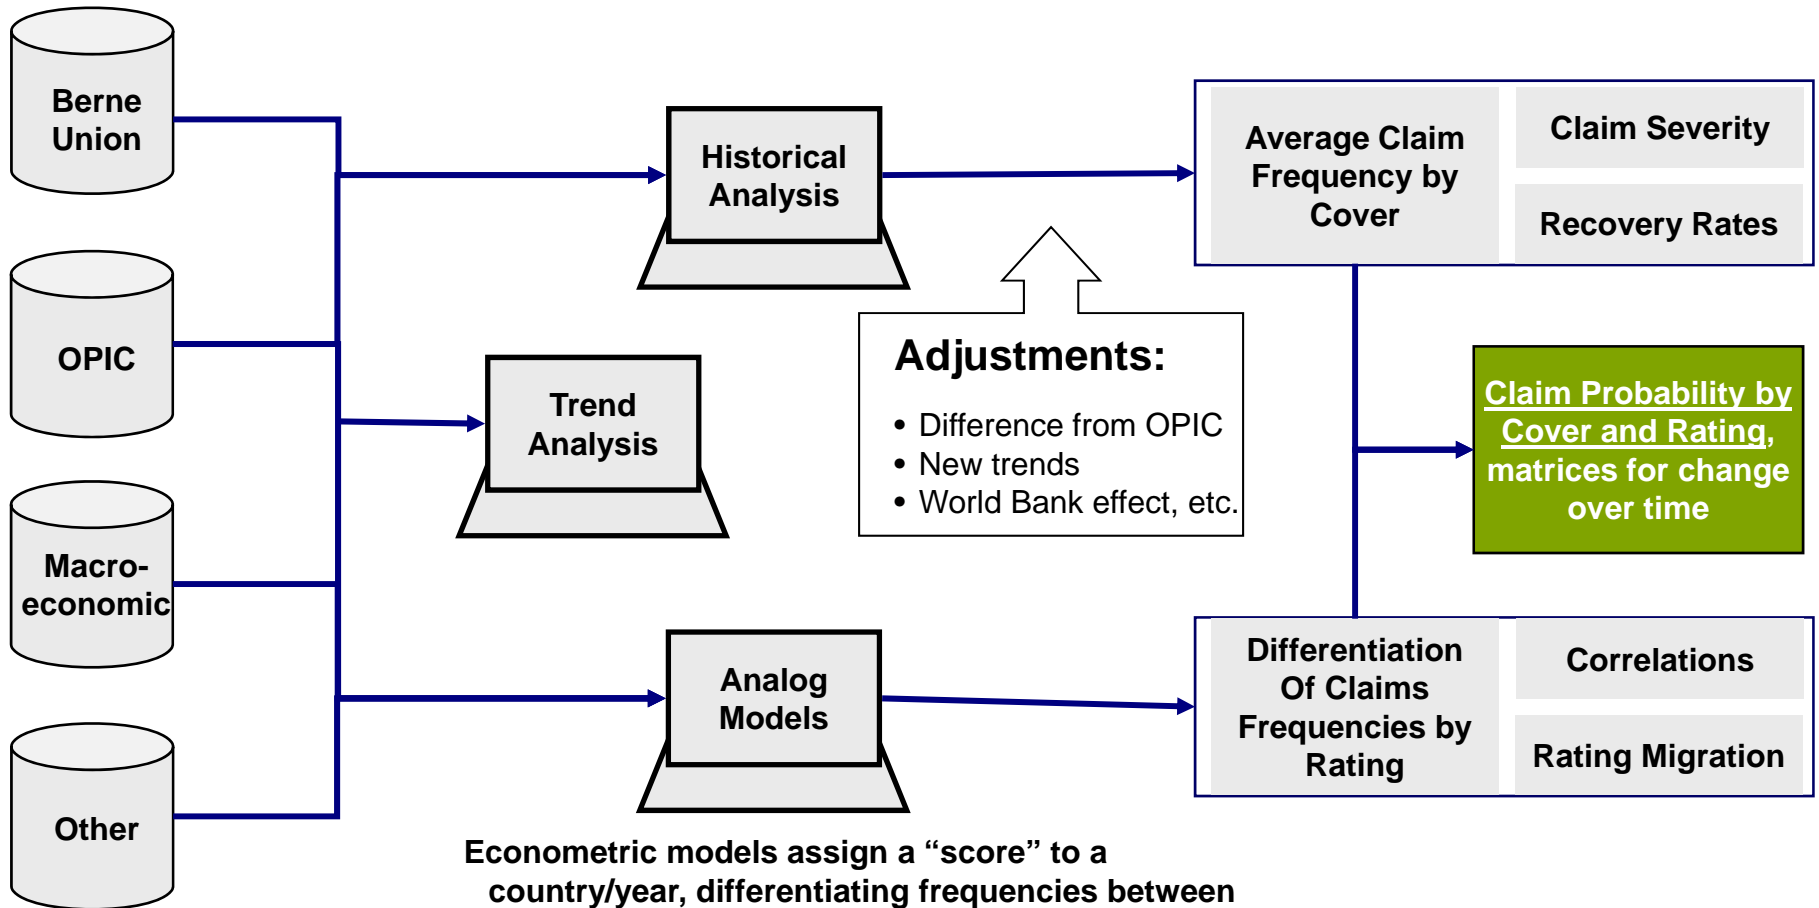 Berne
Union
OPIC
Macro-
economic
Other
Historical
Analysis
Trend
Analysis
Analog
Models
Adjustments:
• Difference from OPIC
• New trends
• World Bank effect, etc.
Average Claim
Frequency by
Cover
Claim Severity
Recovery Rates
Claim Probability by
Cover and Rating,
matrices for change
over time
Differentiation
Of Claims
Frequencies by
Rating
Correlations
Rating Migration
Econometric models assign a “score” to a
country/year, differentiating frequencies between